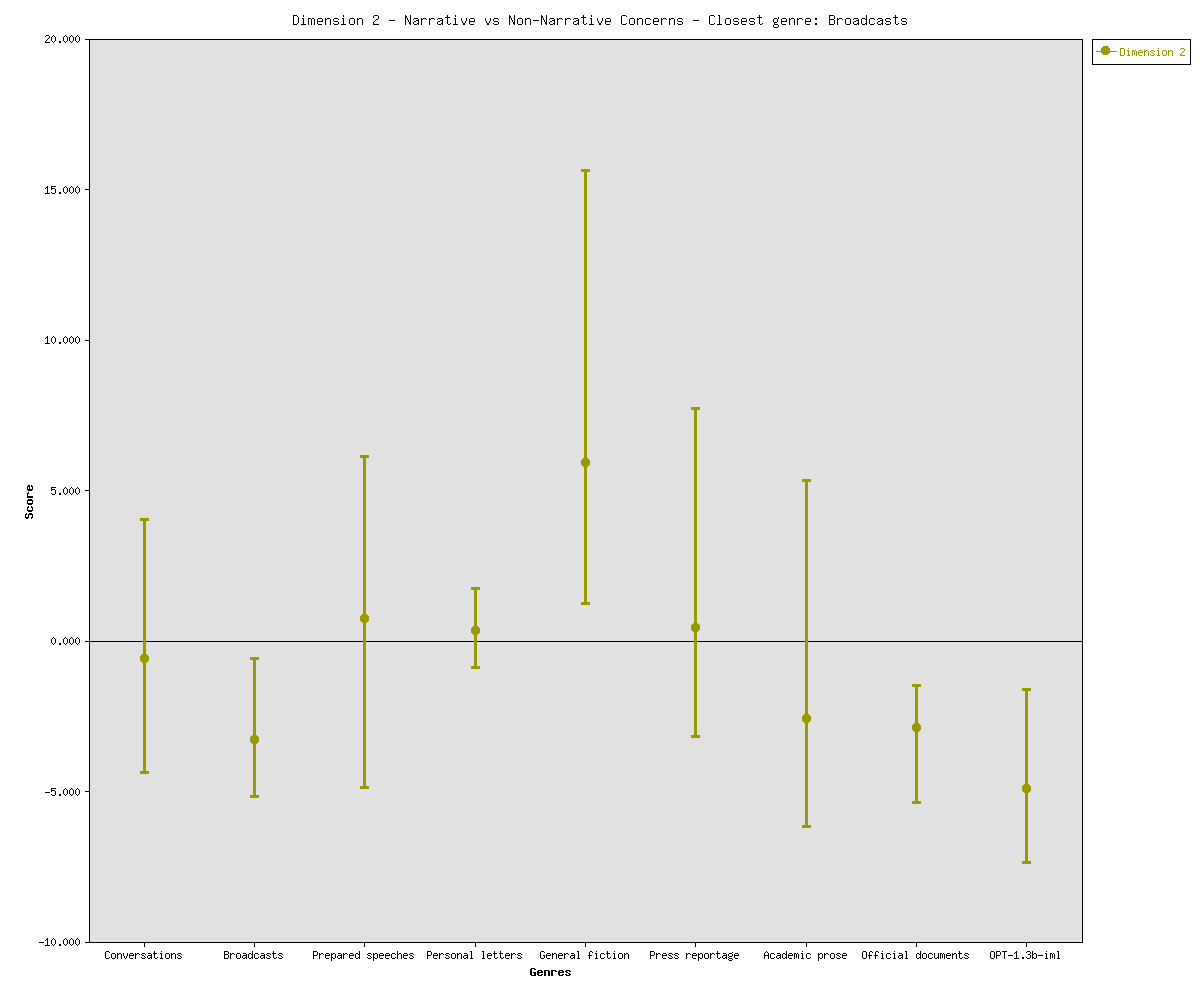 Dimension 2 - Narrative vs Non-Narrative Concerns - Closest genre: Broadcasts
Dimension 2
20.000
15.000
10.000
5.000
0.000
-5.000
-10.000
Score
Conversations
Broadcasts
Prepared speeches
Personal letters
General fiction
Press reportage
Academic prose
Official documents
OPT-1.3b-iml
Genres